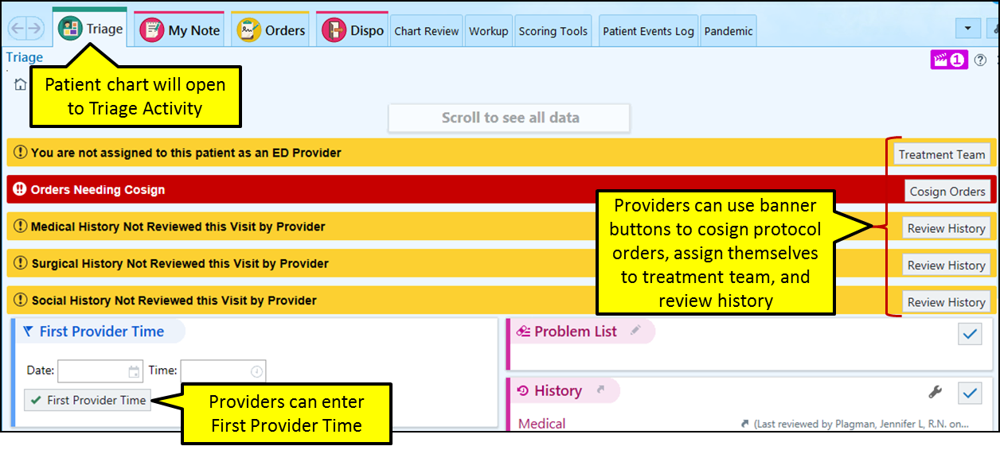 Triage
My Note
Orders
Dispo
Chart Review
Workup
Scoring Tools
Patient Events Log
Pandemic
Triage
1
?
Patient chart will open
to Triage Activity
Scroll to see all data
You are not assigned to this patient as an ED Provider
Treatment Team
Orders Needing Cosign
Cosign Orders
Medical History Not Reviewed this Visit by Provider
Review History
Surgical History Not Reviewed this Visit by Provider
Review History
Social History Not Reviewed this Visit by Provider
Review History
Providers can use banner
buttons to cosign protocol
orders, assign themselves
to treatment team, and
review history
First Provider Time
Date:
Time:
First Provider Time
Providers can enter
First Provider Time
Problem List
History
Medical
(Last reviewed by Plagman, Jennifer L, R.N. on...